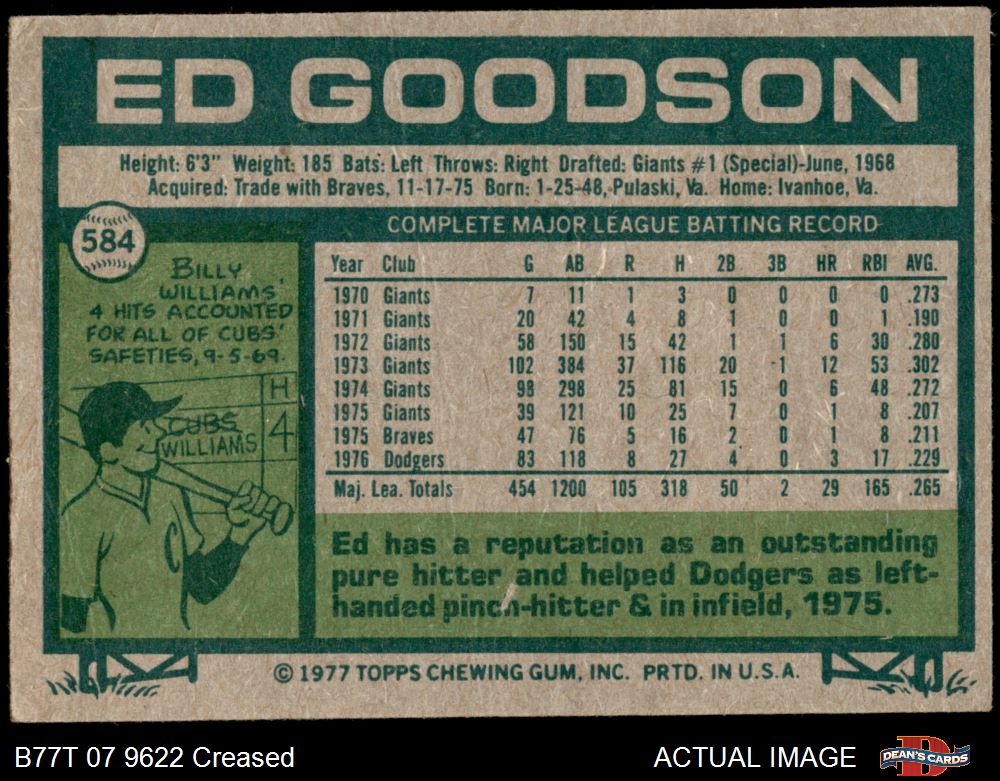 ED GOODSON
Height: 6'3" Weight: 185 Bats: Left Throws: Right Drafted: Giants #1 (Special)-June, 1968
Acquired: Trade with Braves, 11-17-75 Born: 1-25-48, Pulaski, Va. Home: Ivanhoe, Va.
584
BILLY
WILLIAMS'
4 HITS ACCOUNTED
FOR ALL OF CUBS'
SAFETIES, 9-5-69.
H
CUBS
WILLIAMS 4
C
COMPLETE MAJOR LEAGUE BATTING RECORD
Year Club G AB R H 2B 3B HR RBI AVG.
1970 Giants 7 11 1 3 0 0 0 0 .273
1971 Giants 20 42 4 8 1 0 0 1 .190
1972 Giants 58 150 15 42 1 1 6 30 .280
1973 Giants 102 384 37 116 20 1 12 53 .302
1974 Giants 98 298 25 81 15 0 6 48 .272
1975 Giants 39 121 10 25 7 0 1 8 .207
1975 Braves 47 76 5 16 2 0 1 8 .211
1976 Dodgers 83 118 8 27 4 0 3 17 .229
Maj. Lea. Totals 454 1200 105 318 50 2 29 165 .265
Ed has a reputation as an outstanding
pure hitter and helped Dodgers as left-
handed pinch-hitter & in infield, 1975.
© 1977 TOPPS CHEWING GUM, INC. PRTD. IN U.S.A.
B77T 07 9622 Creased
ACTUAL IMAGE
DEAN'S CARDS